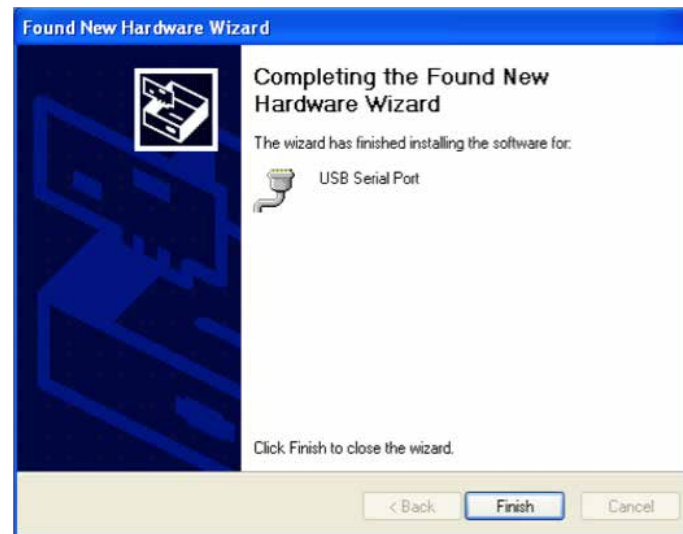 Found New Hardware Wizard
Completing the Found New
Hardware Wizard
The wizard has finished installing the software for:
USB Serial Port
Click Finish to close the wizard.
< Back
Finish
Cancel